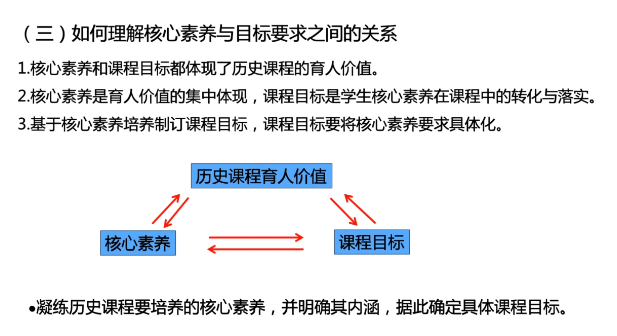 （三）如何理解核心素养与目标要求之间的关系
1.核心素养和课程目标都体现了历史课程的育人价值。
2.核心素养是育人价值的集中体现，课程目标是学生核心素养在课程中的转化与落实。
3.基于核心素养培养制订课程目标，课程目标要将核心素养要求具体化。
历史课程育人价值
核心素养
课程目标
•凝练历史课程要培养的核心素养，并明确其内涵，据此确定具体课程目标。